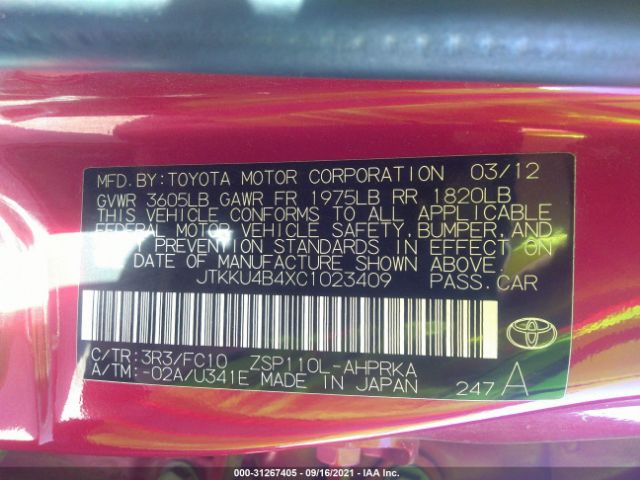 MFD. BY: TOYOTA MOTOR CORPORATION 03/12
GVWR 3605LB GAWR FR 1975LB RR 1820LB
THIS VEHICLE CONFORMS TO ALL APPLICABLE
FEDERAL MOTOR VEHICLE SAFETY, BUMPER, AND
THEFT PREVENTION STANDARDS IN EFFECT ON
THE DATE OF MANUFACTURE SHOWN ABOVE.
JTKKU4B4XC1023409 PASS. CAR
C/TR: 3R3/FC10 ZSP110L-AHPRKA
A/TM: -02A/U341E MADE IN JAPAN 247 A
000-31267405 - 09/16/2021 - IAA Inc.